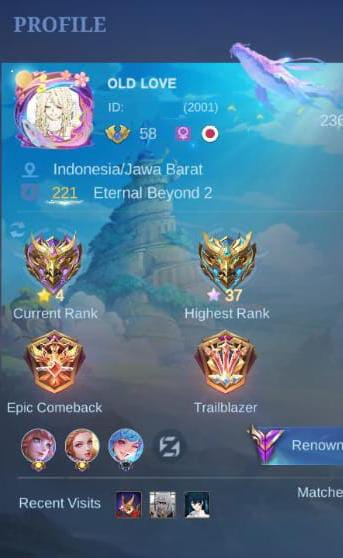 PROFILE
OLD LOVE
ID: (2001)
58
236
Indonesia/Jawa Barat
221 Eternal Beyond 2
4 37
Current Rank Highest Rank
Epic Comeback Trailblazer
Renown
Matche
Recent Visits